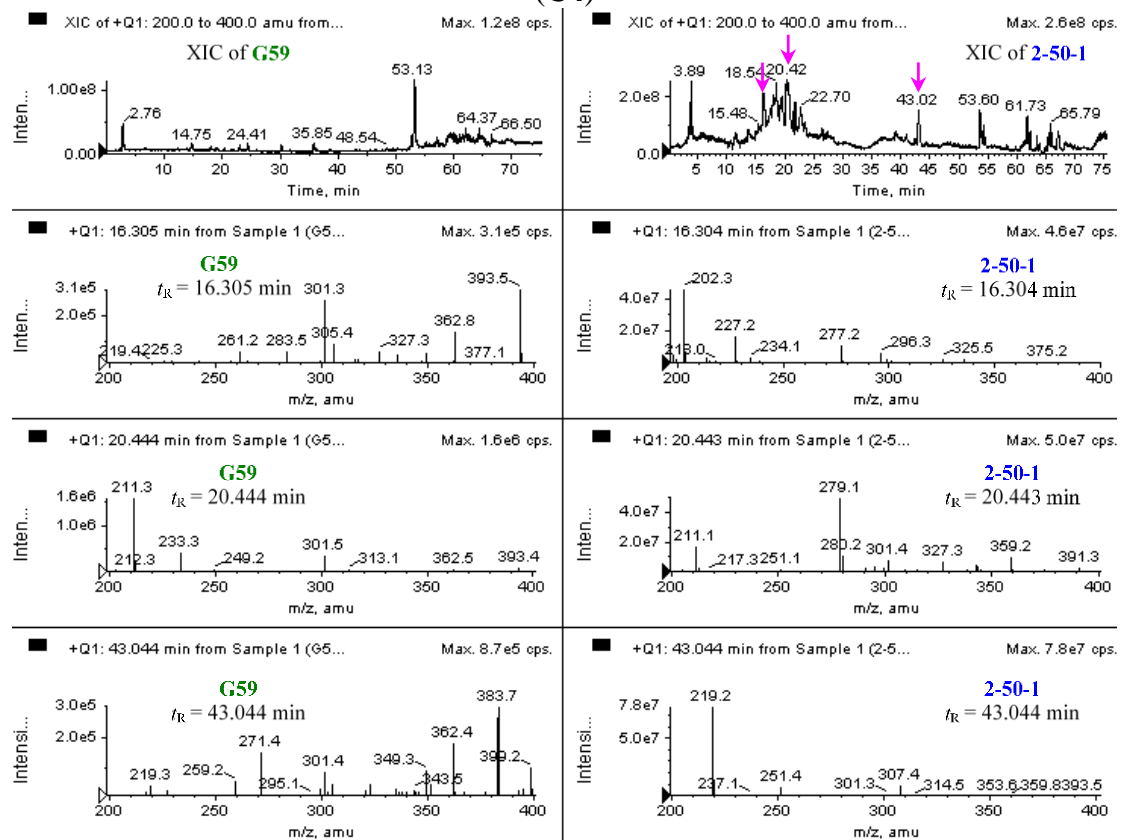 XIC of +Q1: 200.0 to 400.0 amu from...
Max. 1.2e8 cps.
XIC of G59
Inten...
1.00e8
0.00
2.76
14.75
24.41
35.85
48.54
53.13
64.37
66.50
10 20 30 40 50 60 70
Time, min
XIC of +Q1: 200.0 to 400.0 amu from...
Max. 2.6e8 cps.
XIC of 2-50-1
Inten...
2.0e8
0.0
3.89
15.48
18.54
20.42
22.70
43.02
53.60
61.73
65.79
5 10 15 20 25 30 35 40 45 50 55 60 65 70 75
Time, min
+Q1: 16.305 min from Sample 1 (G5...
Max. 3.1e5 cps.
G59
tR = 16.305 min
Inten...
3.1e5
2.0e5
219.4
225.3
261.2
283.5
301.3
305.4
327.3
362.8
377.1
393.5
200 250 300 350 400
m/z, amu
+Q1: 16.304 min from Sample 1 (2-5...
Max. 4.6e7 cps.
2-50-1
tR = 16.304 min
Inten...
4.0e7
2.0e7
202.3
213.0
227.2
234.1
277.2
296.3
325.5
375.2
200 250 300 350 400
m/z, amu
+Q1: 20.444 min from Sample 1 (G5...
Max. 1.6e6 cps.
G59
tR = 20.444 min
Inten...
1.6e6
1.0e6
211.3
212.3
233.3
249.2
301.5
313.1
362.5
393.4
200 250 300 350 400
m/z, amu
+Q1: 20.443 min from Sample 1 (2-5...
Max. 5.0e7 cps.
2-50-1
tR = 20.443 min
Inten...
4.0e7
2.0e7
211.1
217.3
251.1
279.1
280.2
301.4
327.3
359.2
391.3
200 250 300 350 400
m/z, amu
+Q1: 43.044 min from Sample 1 (G5...
Max. 8.7e5 cps.
G59
tR = 43.044 min
Intensi...
3.0e5
2.0e5
219.3
259.2
271.4
295.1
301.4
349.3
343.5
362.4
383.7
399.2
200 250 300 350 400
m/z, amu
+Q1: 43.044 min from Sample 1 (2-5...
Max. 7.8e7 cps.
2-50-1
tR = 43.044 min
Intensi...
7.8e7
5.0e7
219.2
237.1
251.4
301.3
307.4
314.5
353.6
359.8
393.5
200 250 300 350 400
m/z, amu